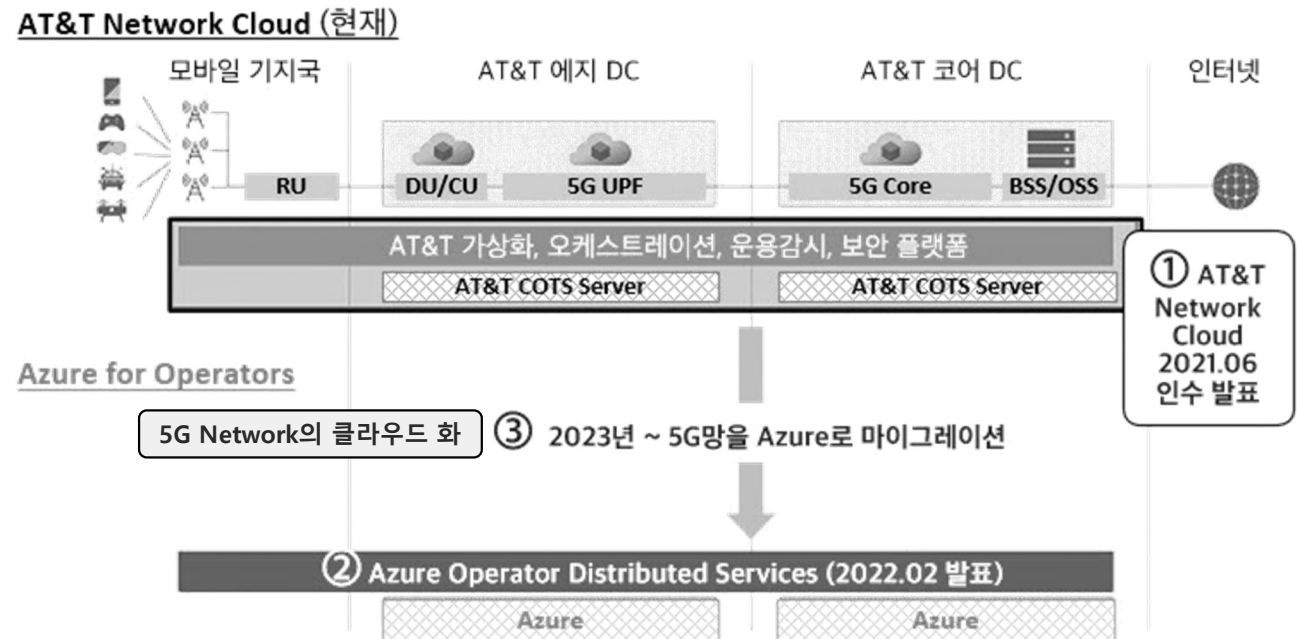 AT&T Network Cloud (현재)
모바일 기지국
AT&T 에지 DC
AT&T 코어 DC
인터넷
RU
DU/CU
5G UPF
5G Core
BSS/OSS
AT&T 가상화, 오케스트레이션, 운용감시, 보안 플랫폼
AT&T COTS Server
AT&T COTS Server
① AT&T
Network
Cloud
2021.06
인수 발표
Azure for Operators
5G Network의 클라우드 화
③ 2023년 ~ 5G망을 Azure로 마이그레이션
② Azure Operator Distributed Services (2022.02 발표)
Azure
Azure